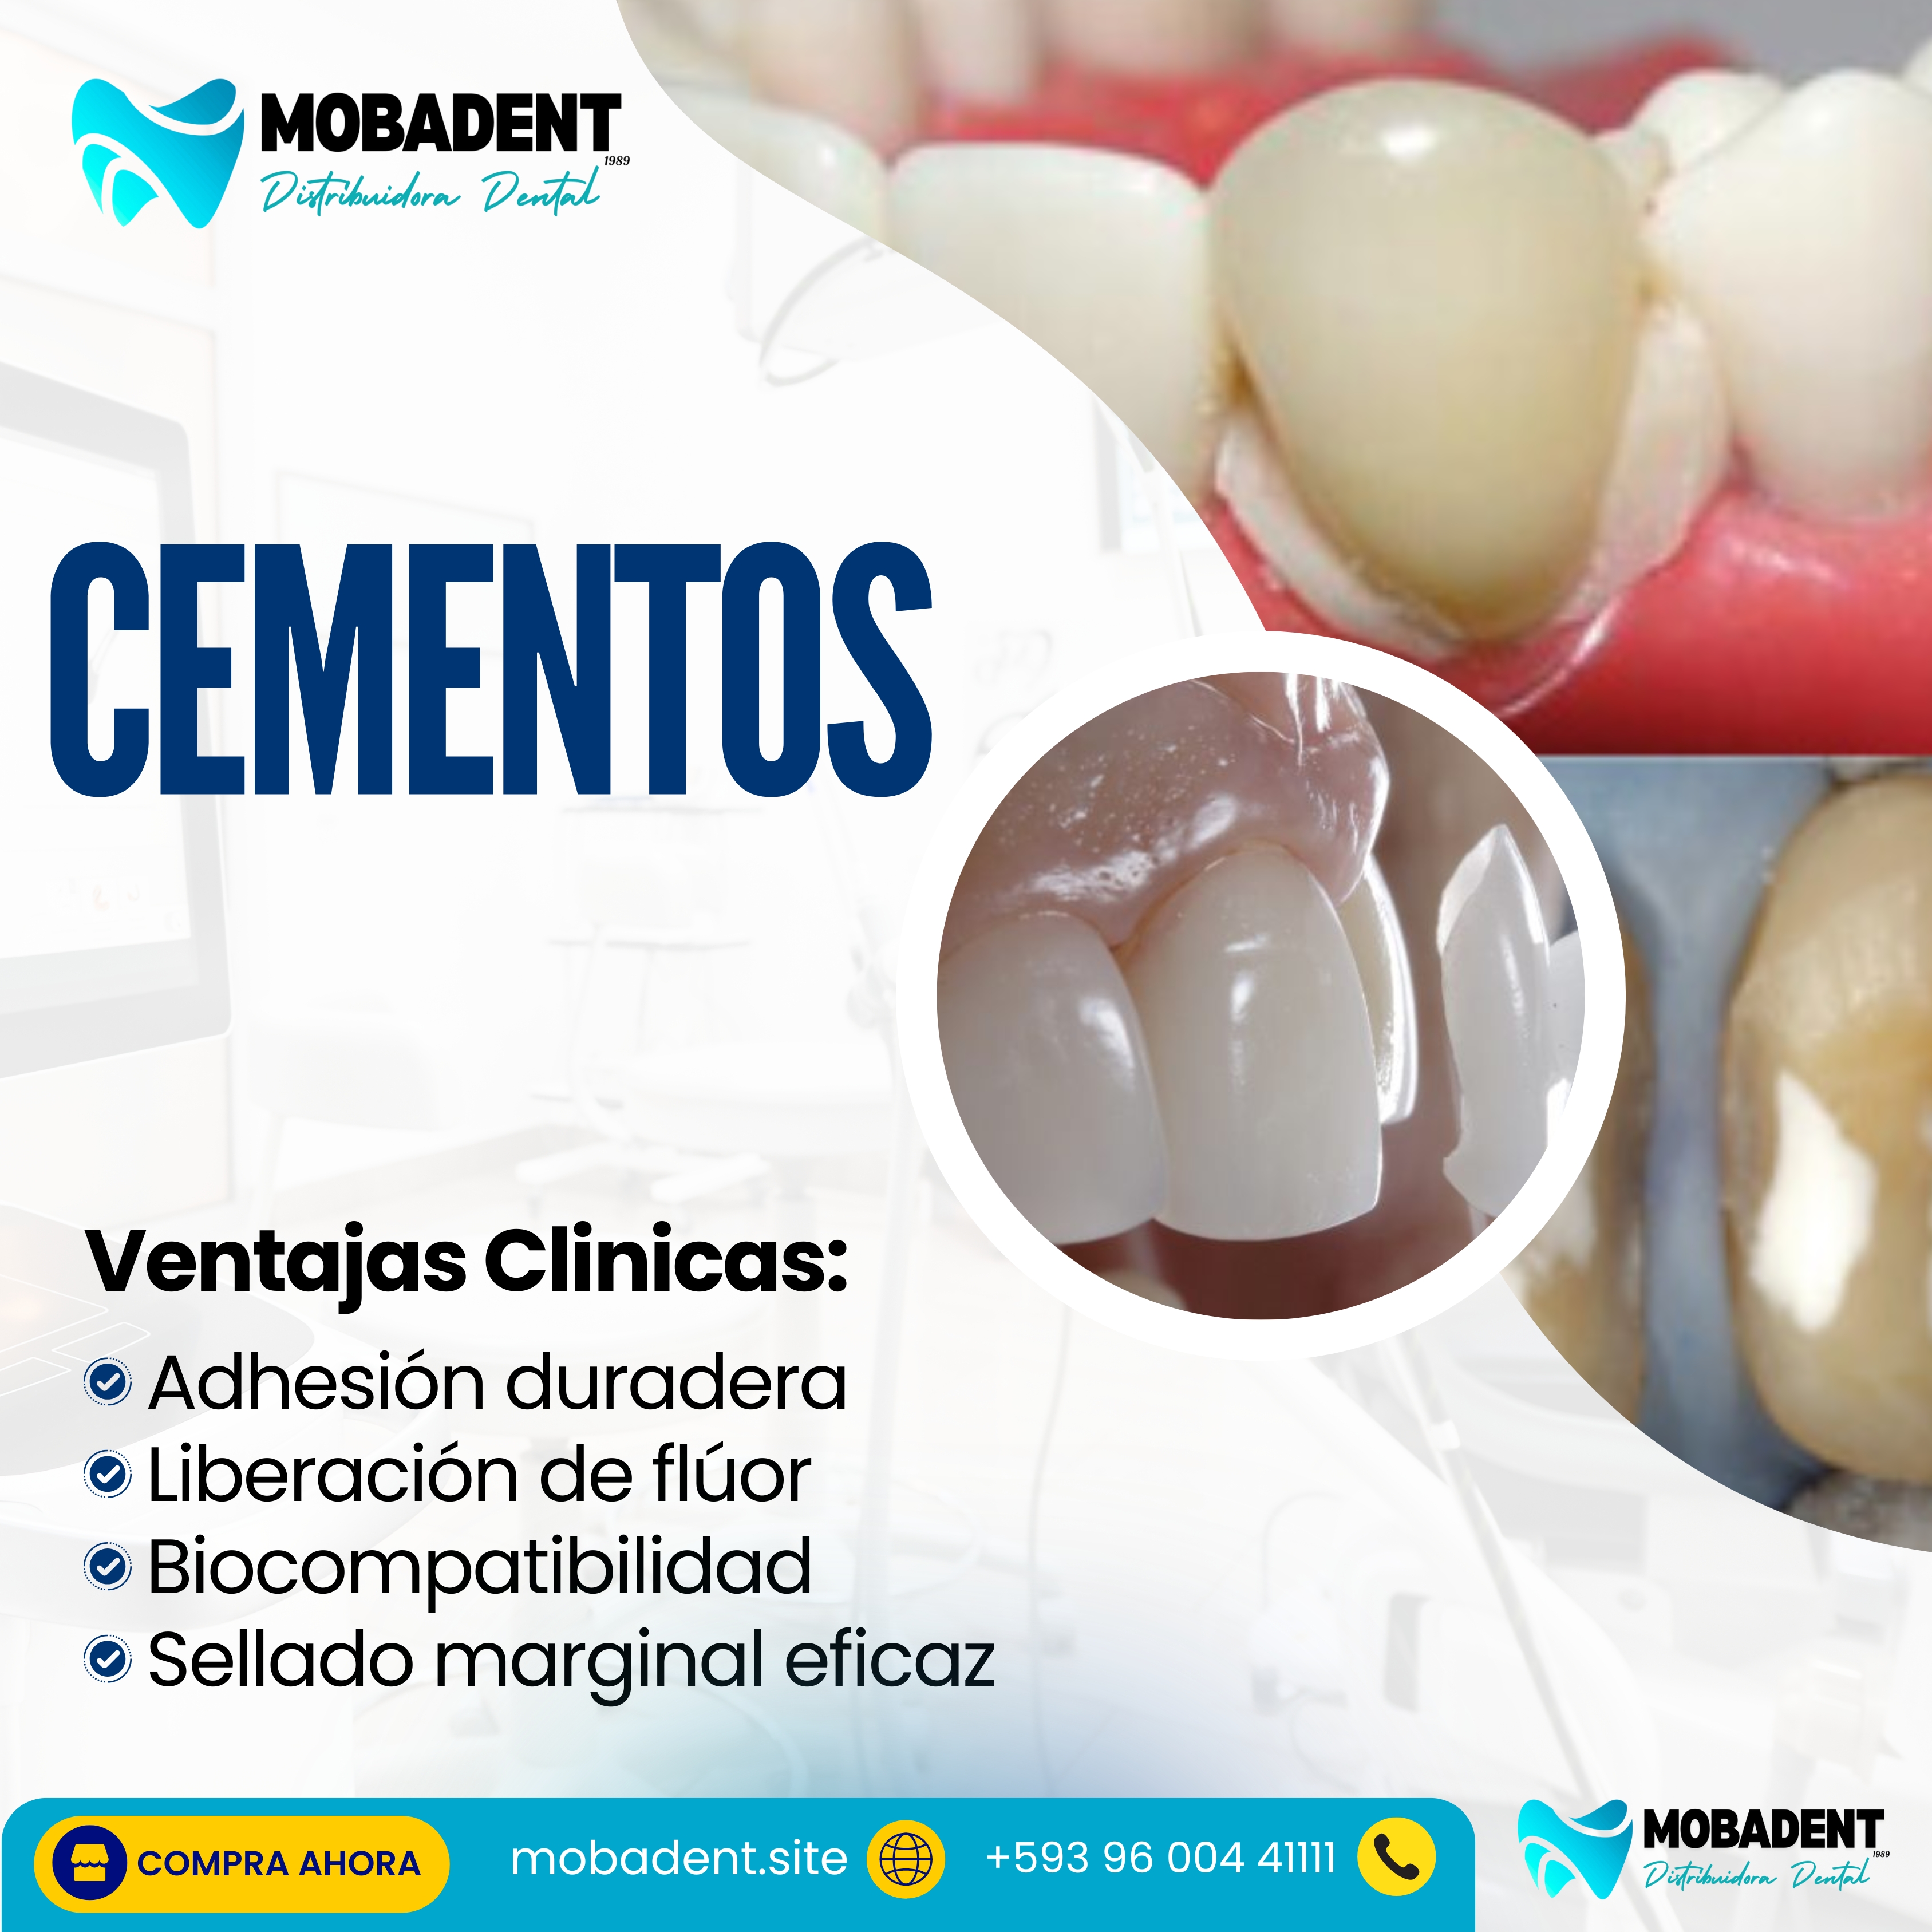 MOBADENT
1989
Distribuidora Dental
CEMENTOS
Ventajas Clinicas:
Adhesión duradera
Liberación de flúor
Biocompatibilidad
Sellado marginal eficaz
COMPRA AHORA
mobadent.site
+593 96 004 41111
MOBADENT
1989
Distribuidora Dental